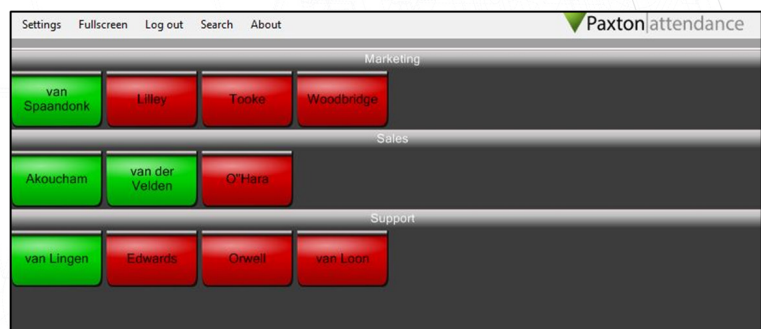 Settings Fullscreen Log out Search About Paxton attendance
Marketing
van Spaandonk Lilley Tooke Woodbridge
Sales
Akoucham van der Velden O"Hara
Support
van Lingen Edwards Orwell van Loon